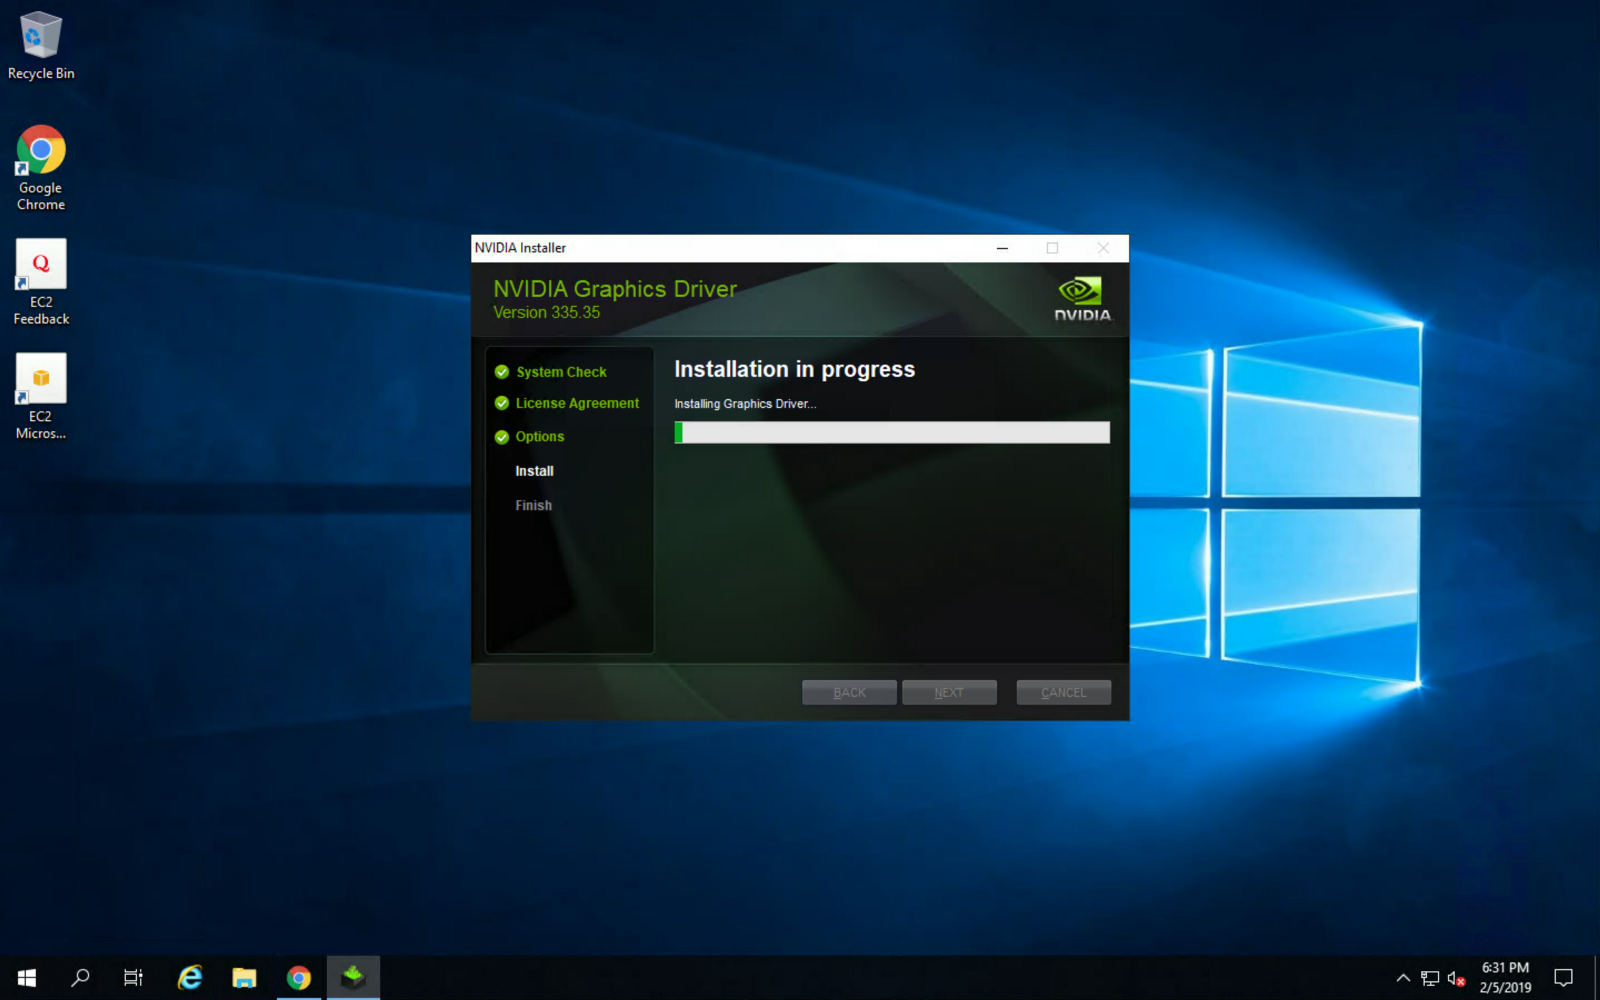 Recycle Bin
Google
Chrome
Q
EC2
Feedback
EC2
Micros...
NVIDIA Installer
NVIDIA Graphics Driver
Version 335.35
NVIDIA
System Check
License Agreement
Options
Install
Finish
Installation in progress
Installing Graphics Driver...
BACK
NEXT
CANCEL
6:31 PM
2/5/2019